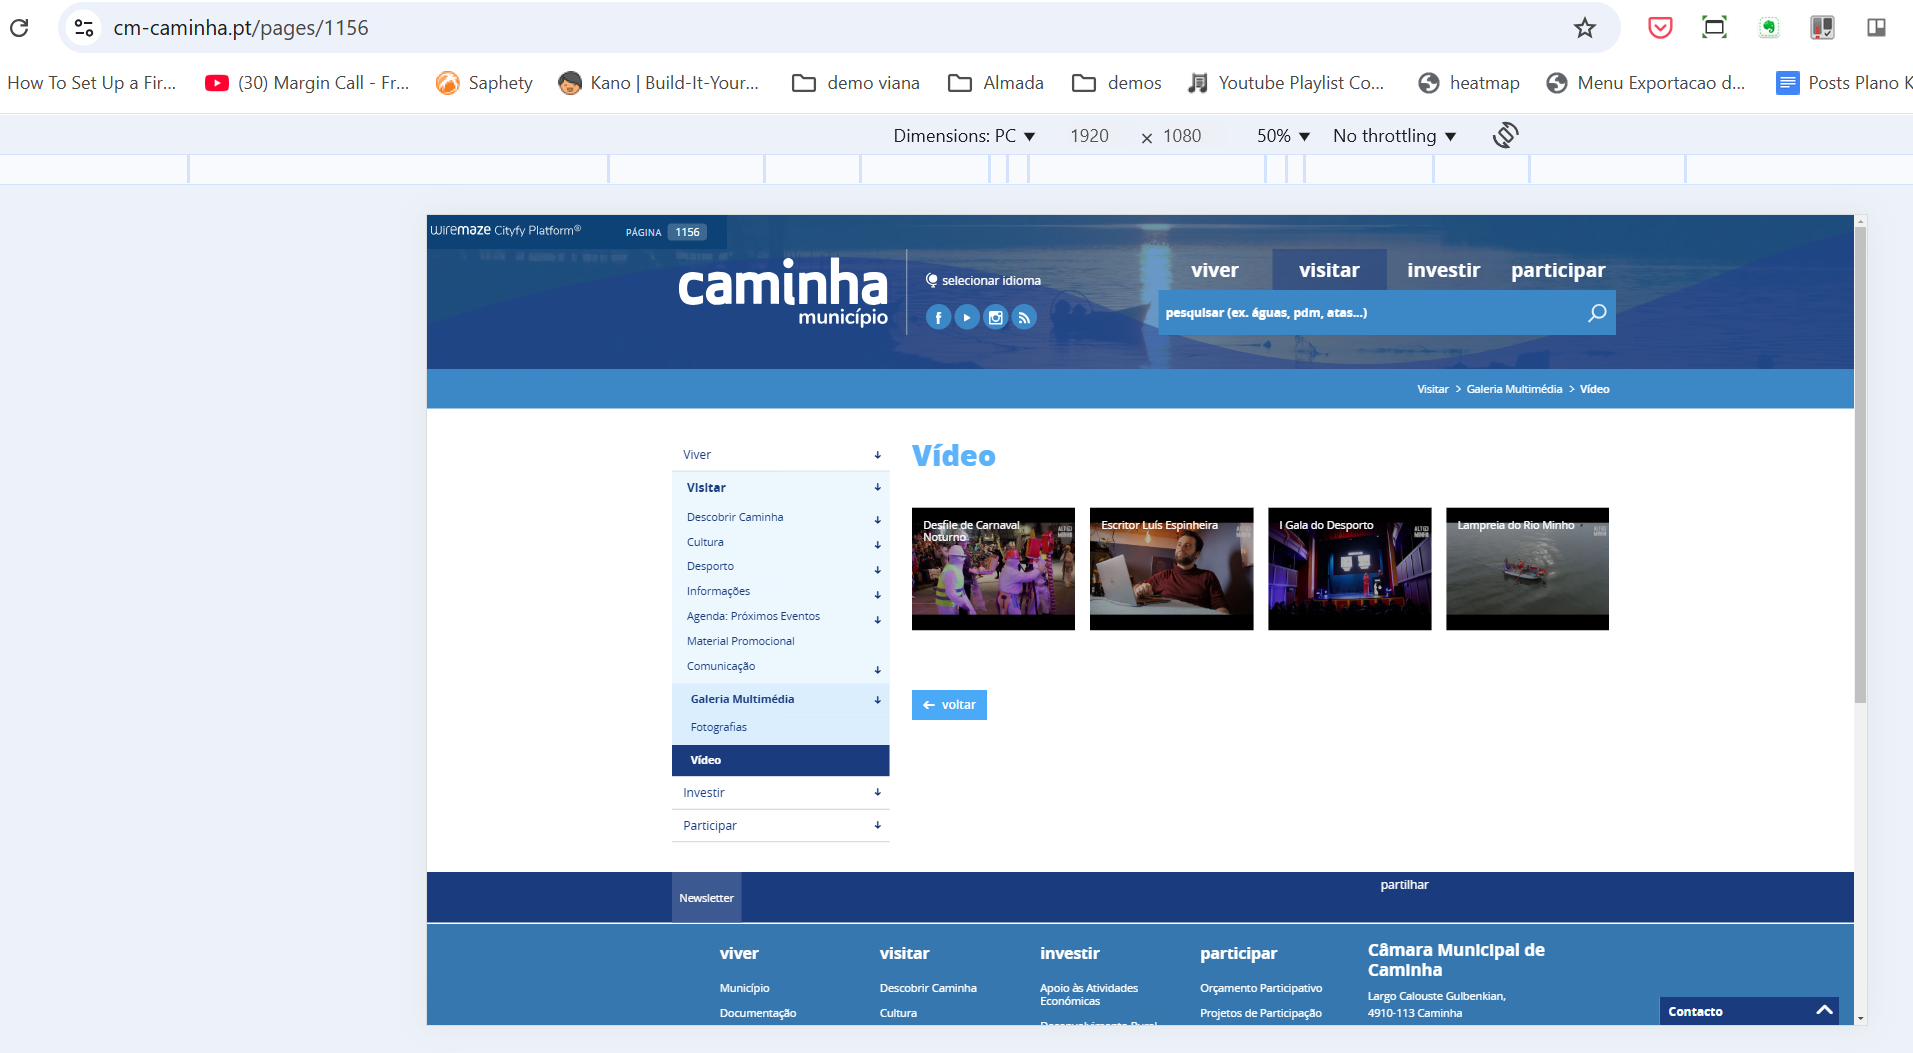 cm-caminha.pt/pages/1156
How To Set Up a Fir... (30) Margin Call - Fr... Saphety Kano | Build-It-Your... demo viana Almada demos Youtube Playlist Co... heatmap Menu Exportacao d... Posts Plano K
Dimensions: PC 1920 × 1080 50% No throttling
wiremaze Cityfy Platform® PÁGINA 1156
caminha
município
selecionar idioma
viver visitar investir participar
pesquisar (ex. águas, pdm, atas...)
Visitar > Galeria Multimédia > Vídeo
Viver
Visitar
Descobrir Caminha
Cultura
Desporto
Informações
Agenda: Próximos Eventos
Material Promocional
Comunicação
Galeria Multimédia
Fotografias
Vídeo
Investir
Participar
Vídeo
Desfile de Carnaval
Noturno
Escritor Luís Espinheira
I Gala do Desporto
Lampreia do Rio Minho
voltar
Newsletter
partilhar
viver
Município
Documentação
visitar
Descobrir Caminha
Cultura
investir
Apoio às Atividades
Económicas
participar
Orçamento Participativo
Projetos de Participação
Câmara Municipal de
Caminha
Largo Calouste Gulbenkian,
4910-113 Caminha
Contacto